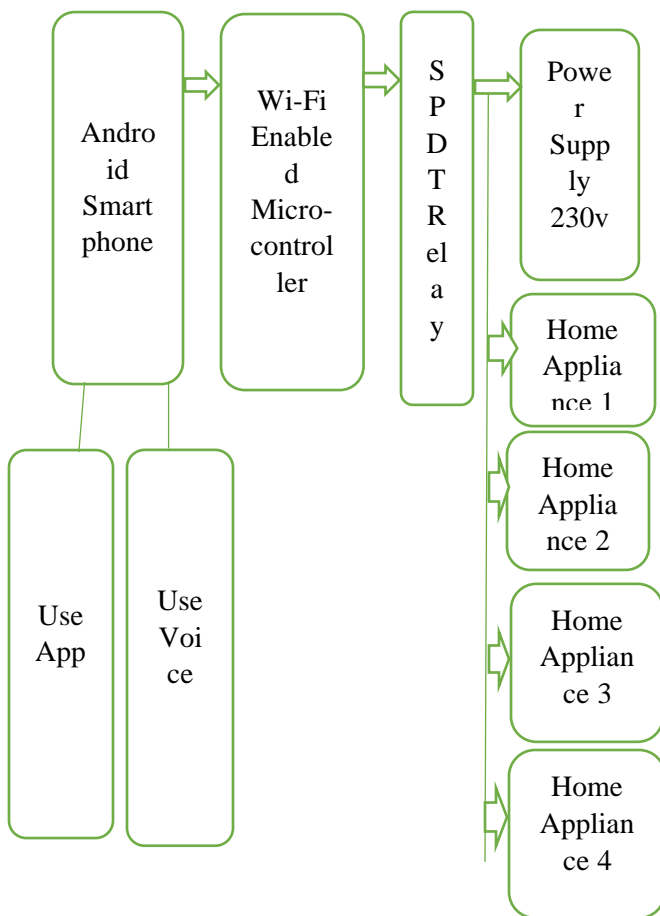 Andro
id
Smart
phone
Wi-Fi
Enable
d
Micro-
control
ler
S
P
D
T
R
el
a
y
Powe
r
Supp
ly
230v
Home
Applia
nce 1
Home
Applia
nce 2
Home
Applian
ce 3
Home
Applian
ce 4
Use
App
Use
Voi
ce